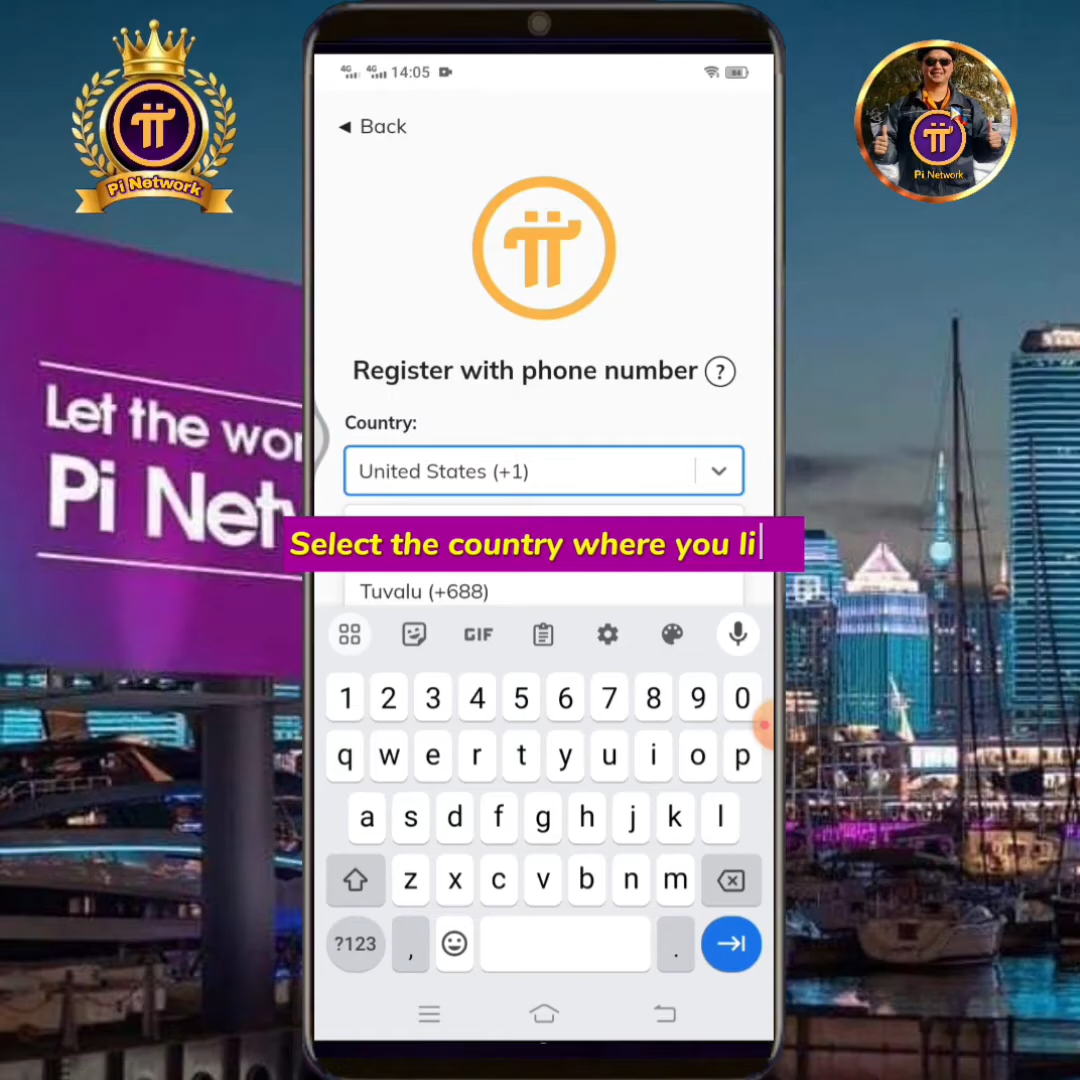 Pi Network
Pi Network
4G 4G 14:05 84
◄ Back
Register with phone number ?
Country:
United States (+1)
Let the wor
Pi Netw
Select the country where you li
Tuvalu (+688)
GIF
1 2 3 4 5 6 7 8 9 0
q w e r t y u i o p
a s d f g h j k l
z x c v b n m
?123 , .